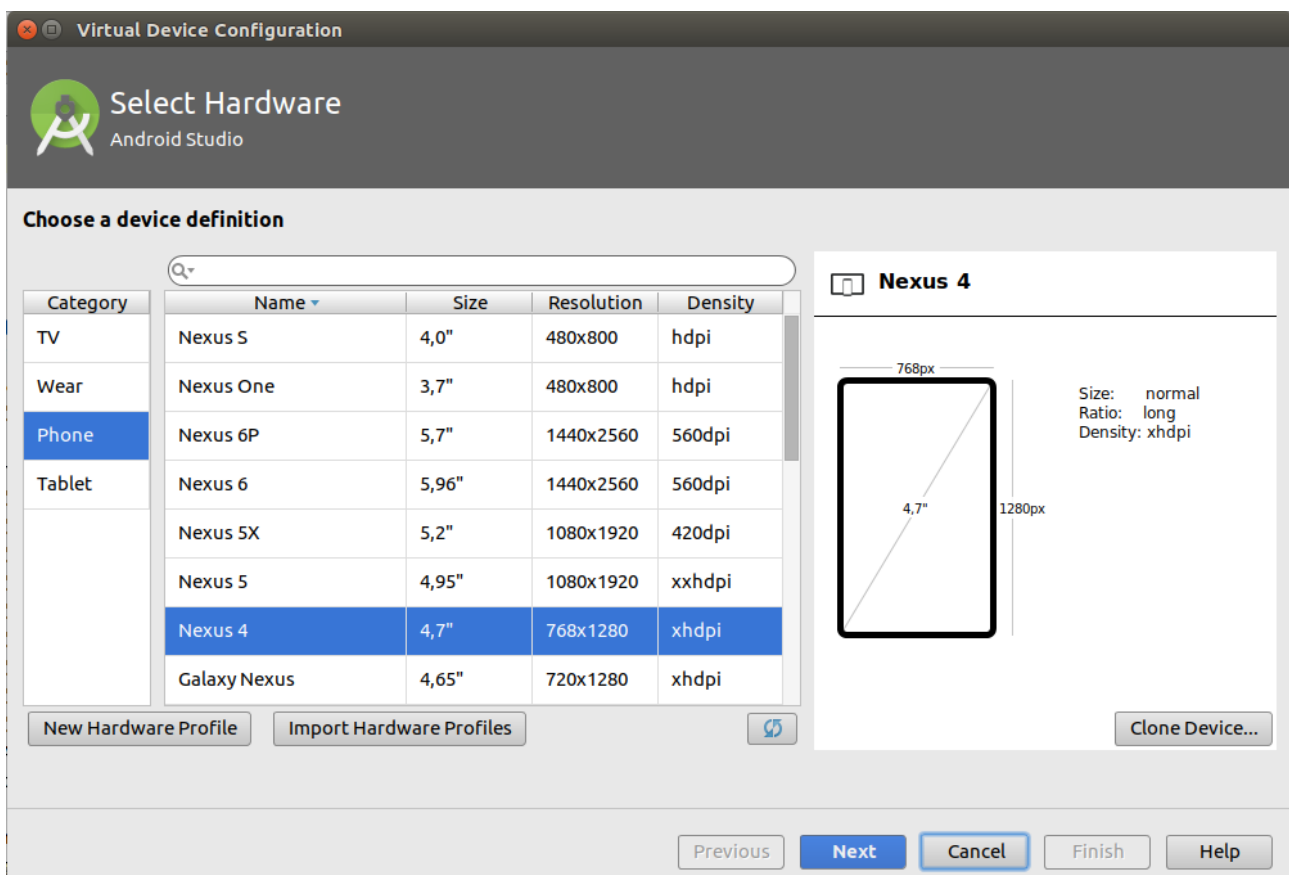 Virtual Device Configuration
Select Hardware
Android Studio
Choose a device definition
Category
TV
Wear
Phone
Tablet
Name Size Resolution Density
Nexus S 4,0" 480x800 hdpi
Nexus One 3,7" 480x800 hdpi
Nexus 6P 5,7" 1440x2560 560dpi
Nexus 6 5,96" 1440x2560 560dpi
Nexus 5X 5,2" 1080x1920 420dpi
Nexus 5 4,95" 1080x1920 xxhdpi
Nexus 4 4,7" 768x1280 xhdpi
Galaxy Nexus 4,65" 720x1280 xhdpi
New Hardware Profile Import Hardware Profiles
Nexus 4
768px
4,7"
1280px
Size: normal
Ratio: long
Density: xhdpi
Clone Device...
Previous Next Cancel Finish Help